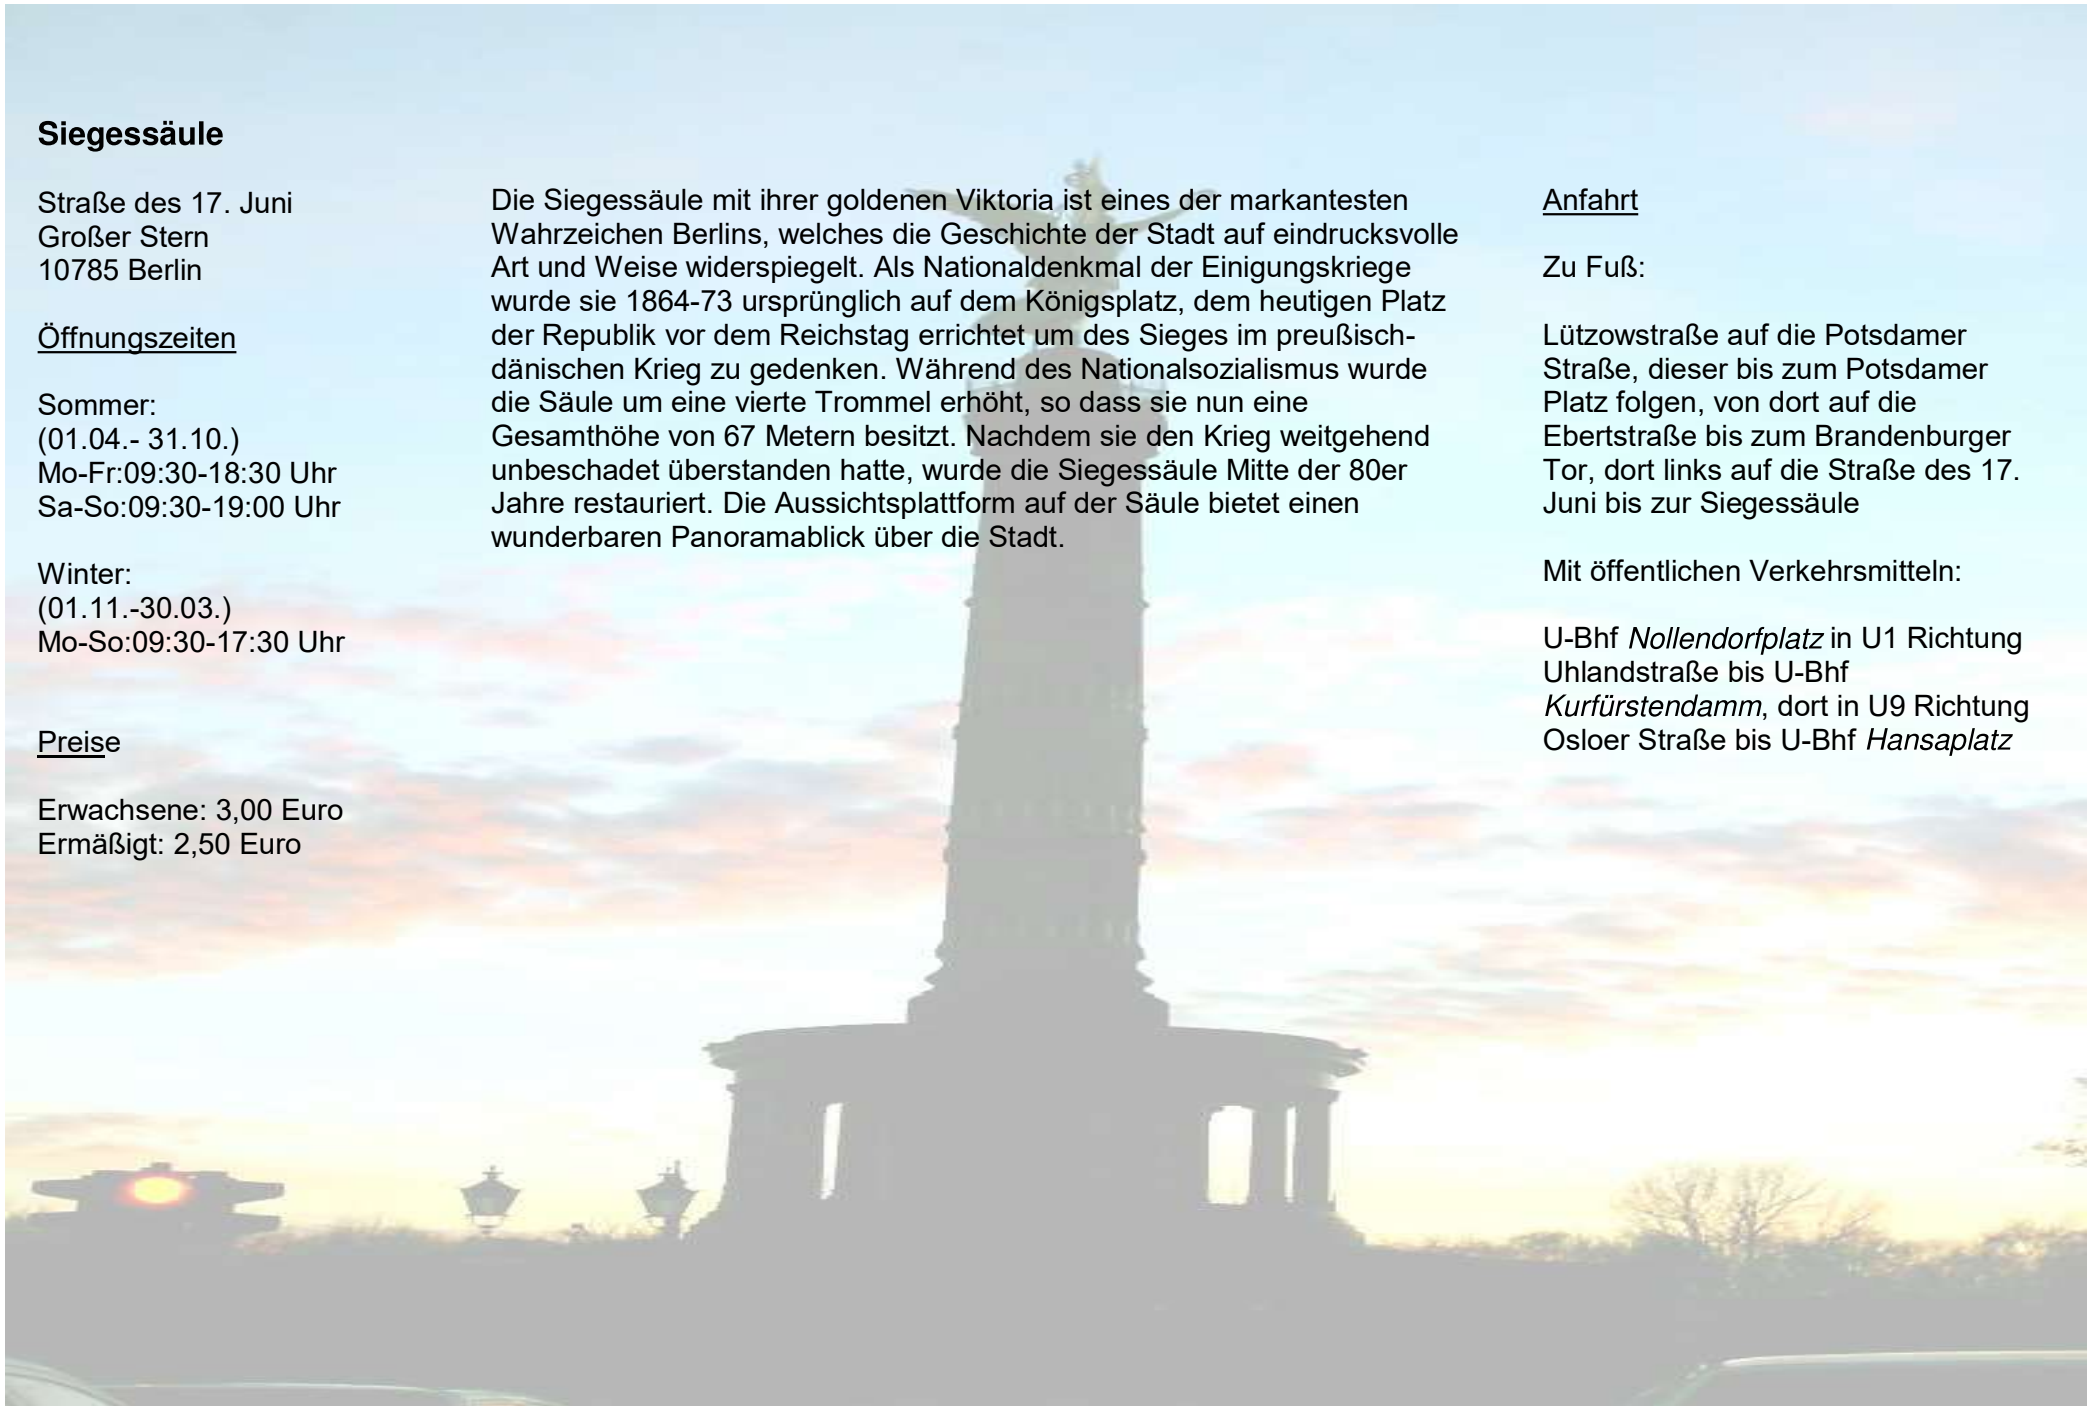 Siegessäule
Straße des 17. Juni
Großer Stern
10785 Berlin
Öffnungszeiten
Sommer:
(01.04.- 31.10.)
Mo-Fr:09:30-18:30 Uhr
Sa-So:09:30-19:00 Uhr
Winter:
(01.11.-30.03.)
Mo-So:09:30-17:30 Uhr
Preise
Erwachsene: 3,00 Euro
Ermäßigt: 2,50 Euro
Die Siegessäule mit ihrer goldenen Viktoria ist eines der markantesten
Wahrzeichen Berlins, welches die Geschichte der Stadt auf eindrucksvolle
Art und Weise widerspiegelt. Als Nationaldenkmal der Einigungskriege
wurde sie 1864-73 ursprünglich auf dem Königsplatz, dem heutigen Platz
der Republik vor dem Reichstag errichtet um des Sieges im preußisch-
dänischen Krieg zu gedenken. Während des Nationalsozialismus wurde
die Säule um eine vierte Trommel erhöht, so dass sie nun eine
Gesamthöhe von 67 Metern besitzt. Nachdem sie den Krieg weitgehend
unbeschadet überstanden hatte, wurde die Siegessäule Mitte der 80er
Jahre restauriert. Die Aussichtsplattform auf der Säule bietet einen
wunderbaren Panoramablick über die Stadt.
Anfahrt
Zu Fuß:
Lützowstraße auf die Potsdamer
Straße, dieser bis zum Potsdamer
Platz folgen, von dort auf die
Ebertstraße bis zum Brandenburger
Tor, dort links auf die Straße des 17.
Juni bis zur Siegessäule
Mit öffentlichen Verkehrsmitteln:
U-Bhf Nollendorfplatz in U1 Richtung
Uhlandstraße bis U-Bhf
Kurfürstendamm, dort in U9 Richtung
Osloer Straße bis U-Bhf Hansaplatz